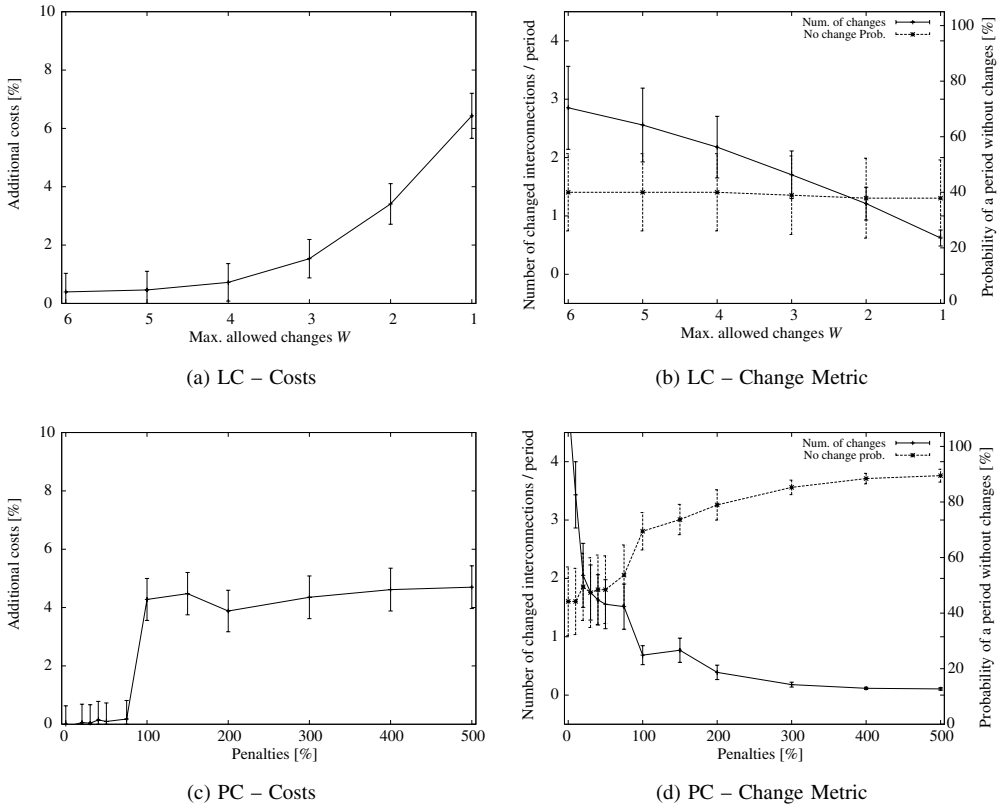 Additional costs [%]
10
8
6
4
2
0
6 5 4 3 2 1
Max. allowed changes W
(a) LC – Costs
Number of changed interconnections / period
4
3
2
1
0
Num. of changes
No change Prob.
100
80
60
40
20
0
Probability of a period without changes [%]
6 5 4 3 2 1
Max. allowed changes W
(b) LC – Change Metric
Additional costs [%]
10
8
6
4
2
0
0 100 200 300 400 500
Penalties [%]
(c) PC – Costs
Number of changed interconnections / period
4
3
2
1
0
Num. of changes
No change prob.
100
80
60
40
20
0
Probability of a period without changes [%]
0 100 200 300 400 500
Penalties [%]
(d) PC – Change Metric